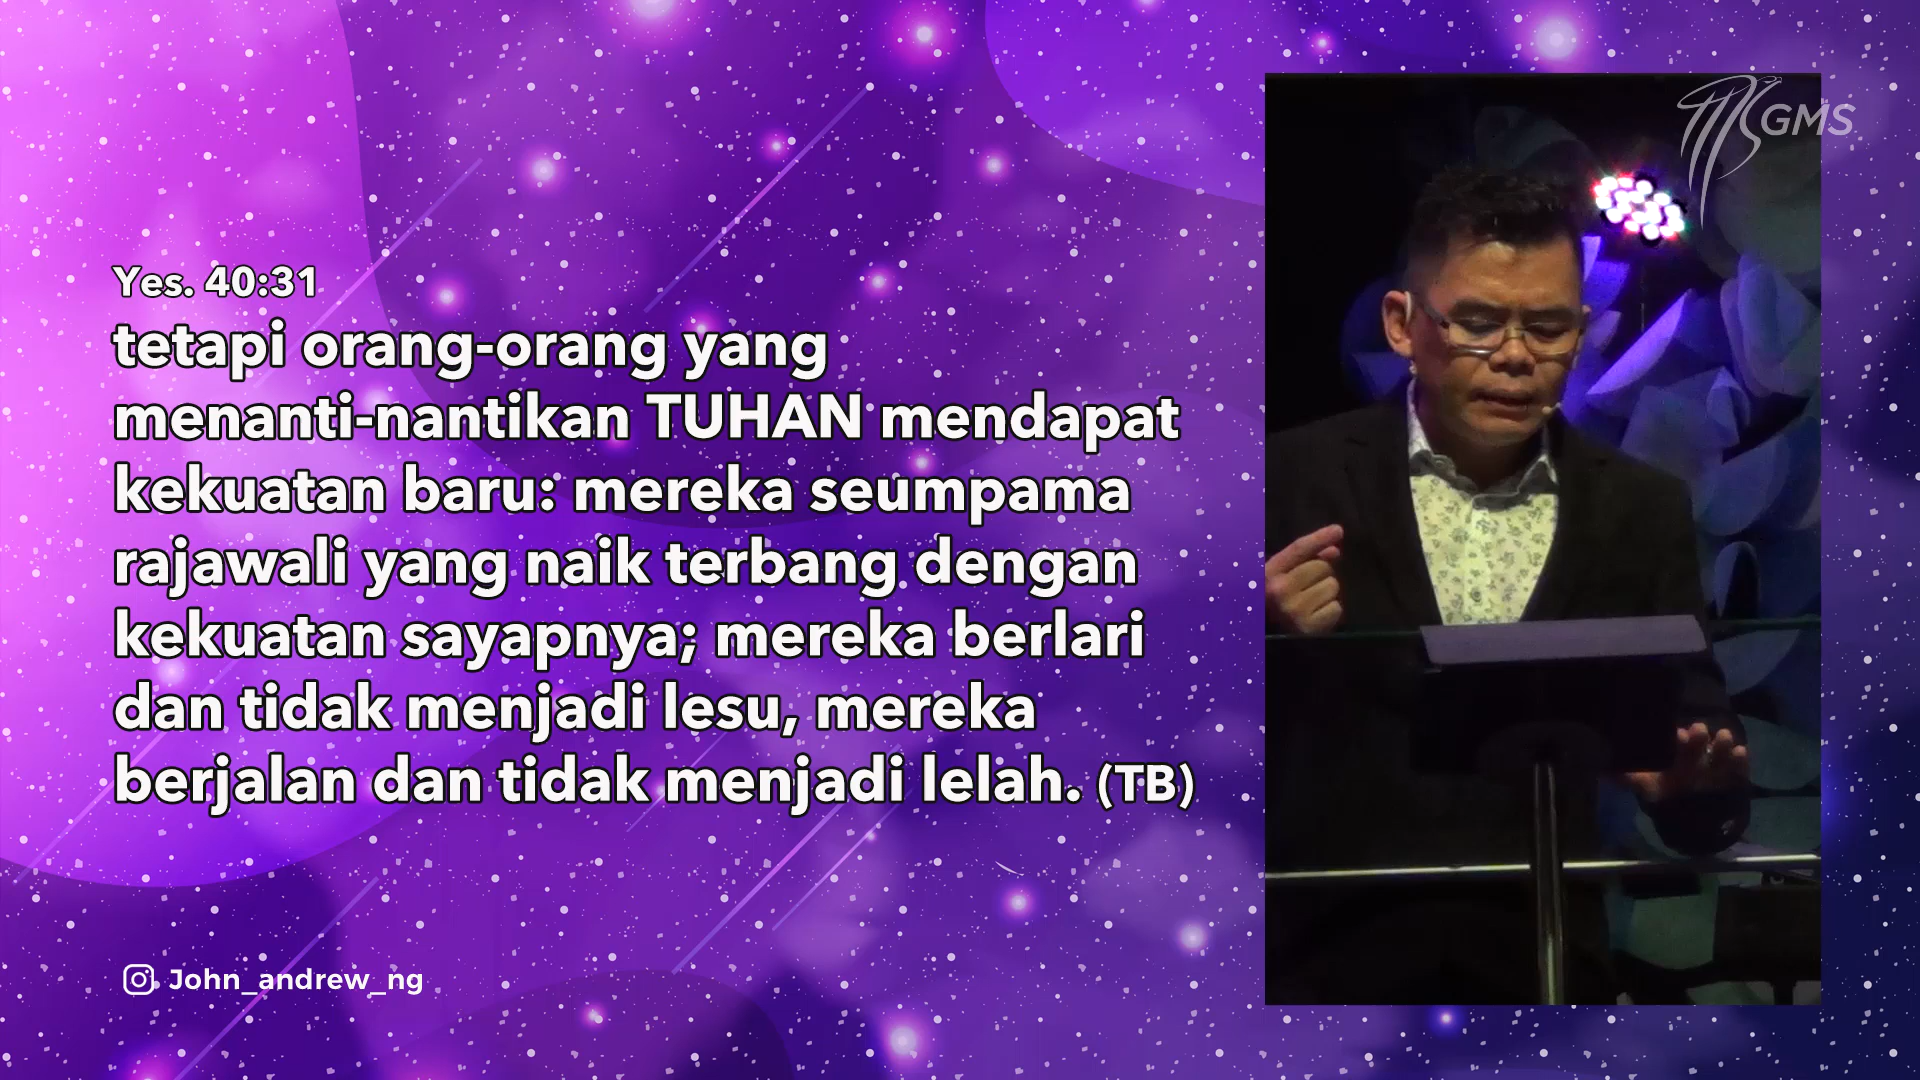 GMS
Yes. 40:31
tetapi orang-orang yang
menanti-nantikan TUHAN mendapat
kekuatan baru: mereka seumpama
rajawali yang naik terbang dengan
kekuatan sayapnya; mereka berlari
dan tidak menjadi lesu, mereka
berjalan dan tidak menjadi lelah. (TB)
John_andrew_ng